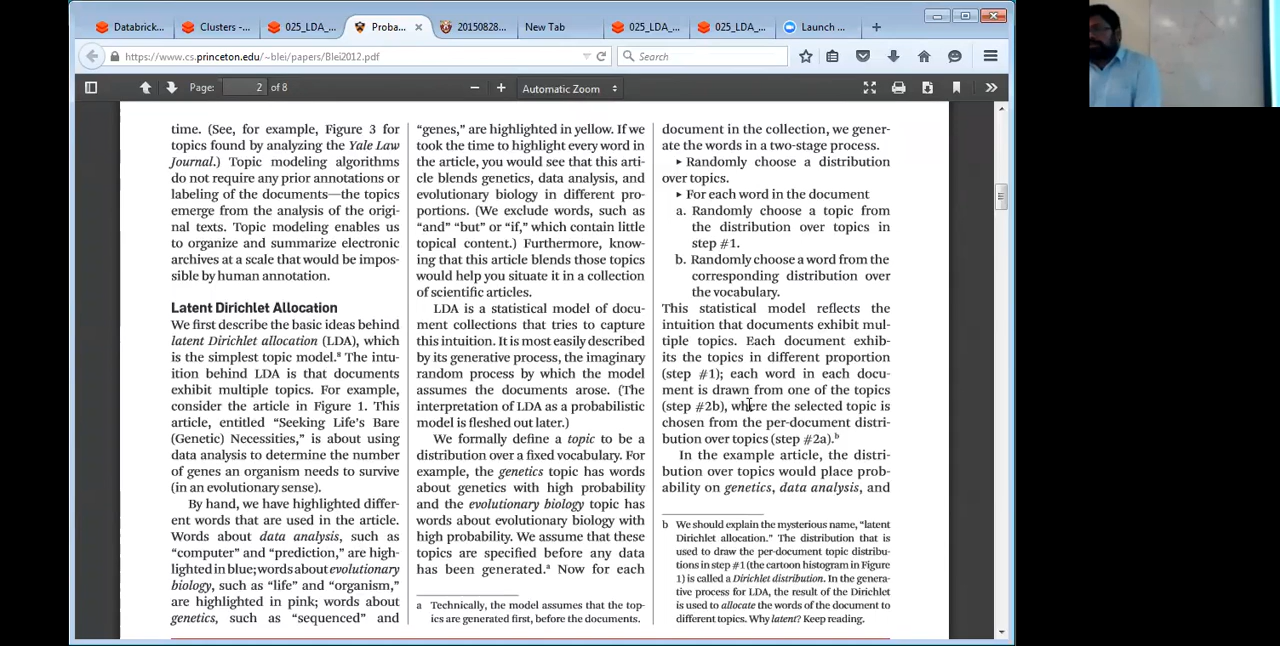 Databrick...
Clusters -...
025_LDA_...
Proba...
20150828...
New Tab
025_LDA_...
025_LDA_...
Launch ...
https://www.cs.princeton.edu/~blei/papers/Blei2012.pdf
Search
Page: 2 of 8
Automatic Zoom
time. (See, for example, Figure 3 for
topics found by analyzing the Yale Law
Journal.) Topic modeling algorithms
do not require any prior annotations or
labeling of the documents—the topics
emerge from the analysis of the origi-
nal texts. Topic modeling enables us
to organize and summarize electronic
archives at a scale that would be impos-
sible by human annotation.
Latent Dirichlet Allocation
We first describe the basic ideas behind
latent Dirichlet allocation (LDA), which
is the simplest topic model.8 The intu-
ition behind LDA is that documents
exhibit multiple topics. For example,
consider the article in Figure 1. This
article, entitled “Seeking Life’s Bare
(Genetic) Necessities,” is about using
data analysis to determine the number
of genes an organism needs to survive
(in an evolutionary sense).
By hand, we have highlighted differ-
ent words that are used in the article.
Words about data analysis, such as
“computer” and “prediction,” are high-
lighted in blue; words about evolutionary
biology, such as “life” and “organism,”
are highlighted in pink; words about
genetics, such as “sequenced” and
“genes,” are highlighted in yellow. If we
took the time to highlight every word in
the article, you would see that this arti-
cle blends genetics, data analysis, and
evolutionary biology in different pro-
portions. (We exclude words, such as
“and” “but” or “if,” which contain little
topical content.) Furthermore, know-
ing that this article blends those topics
would help you situate it in a collection
of scientific articles.
LDA is a statistical model of docu-
ment collections that tries to capture
this intuition. It is most easily described
by its generative process, the imaginary
random process by which the model
assumes the documents arose. (The
interpretation of LDA as a probabilistic
model is fleshed out later.)
We formally define a topic to be a
distribution over a fixed vocabulary. For
example, the genetics topic has words
about genetics with high probability
and the evolutionary biology topic has
words about evolutionary biology with
high probability. We assume that these
topics are specified before any data
has been generated.a Now for each
a Technically, the model assumes that the top-
ics are generated first, before the documents.
document in the collection, we gener-
ate the words in a two-stage process.
▸ Randomly choose a distribution
over topics.
▸ For each word in the document
a. Randomly choose a topic from
the distribution over topics in
step #1.
b. Randomly choose a word from the
corresponding distribution over
the vocabulary.
This statistical model reflects the
intuition that documents exhibit mul-
tiple topics. Each document exhib-
its the topics in different proportion
(step #1); each word in each docu-
ment is drawn from one of the topics
(step #2b), where the selected topic is
chosen from the per-document distri-
bution over topics (step #2a).b
In the example article, the distri-
bution over topics would place prob-
ability on genetics, data analysis, and
b We should explain the mysterious name, “latent
Dirichlet allocation.” The distribution that is
used to draw the per-document topic distribu-
tions in step #1 (the cartoon histogram in Figure
1) is called a Dirichlet distribution. In the genera-
tive process for LDA, the result of the Dirichlet
is used to allocate the words of the document to
different topics. Why latent? Keep reading.